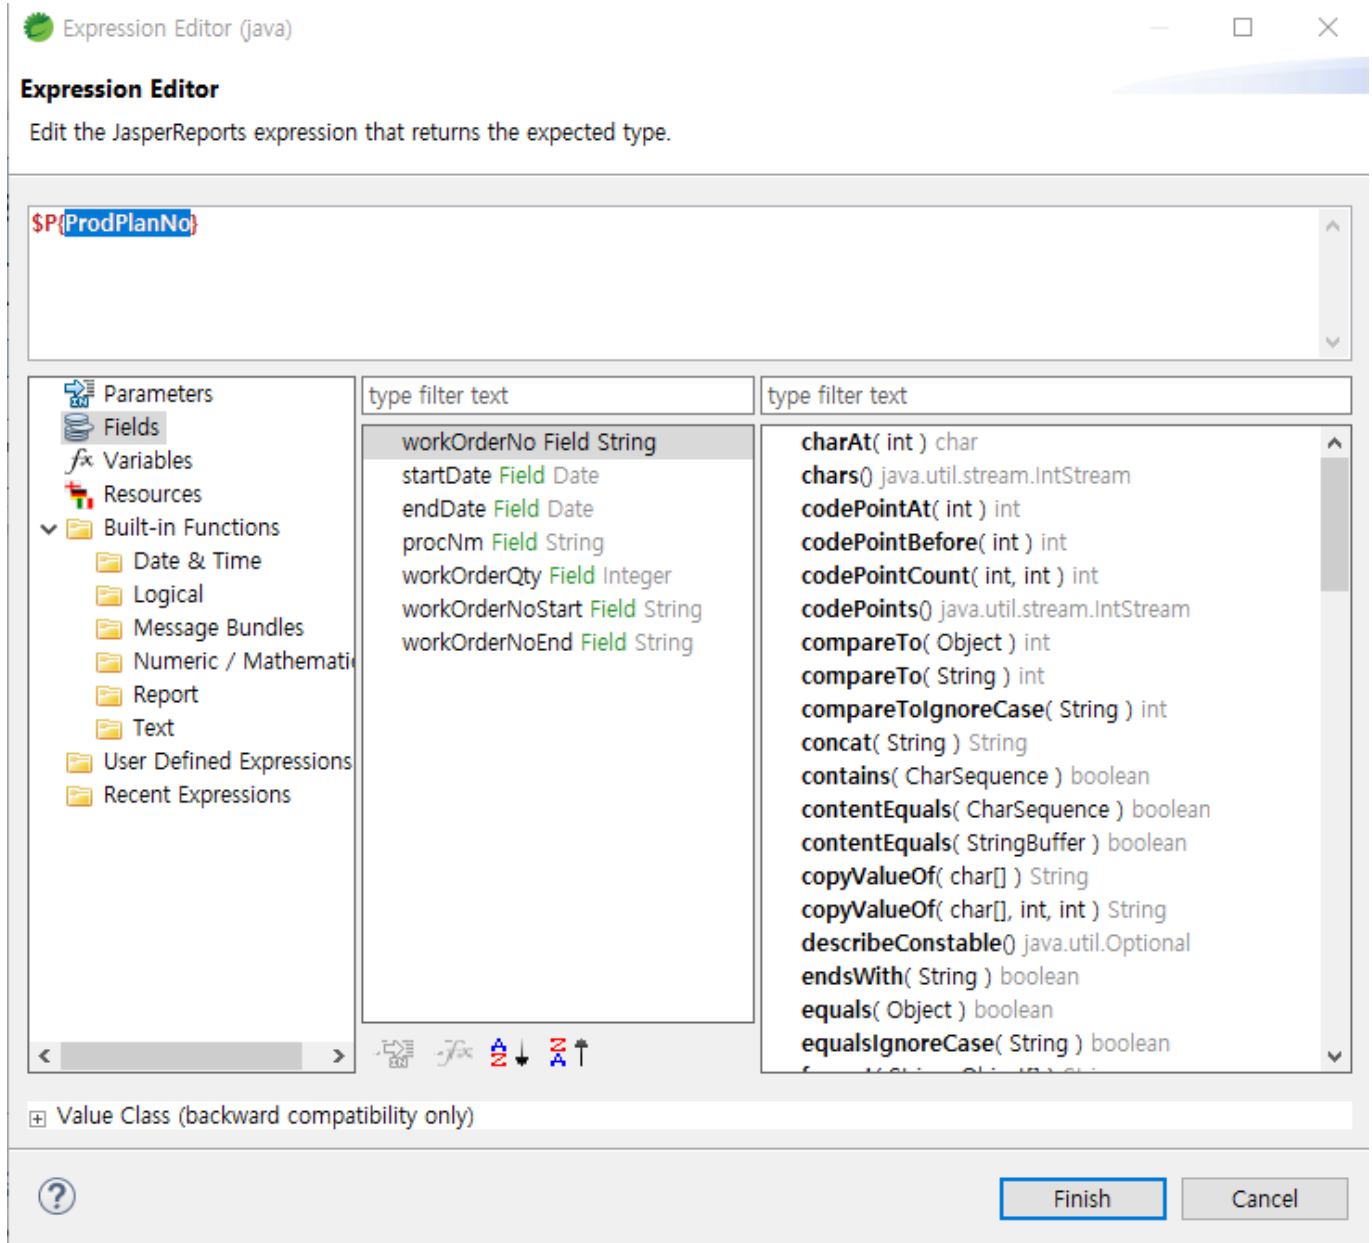 Expression Editor (java)
Expression Editor
Edit the JasperReports expression that returns the expected type.
$P{ProdPlanNo}
Parameters
Fields
Variables
Resources
Built-in Functions
Date & Time
Logical
Message Bundles
Numeric / Mathemati
Report
Text
User Defined Expressions
Recent Expressions
type filter text
workOrderNo Field String
startDate Field Date
endDate Field Date
procNm Field String
workOrderQty Field Integer
workOrderNoStart Field String
workOrderNoEnd Field String
type filter text
charAt( int ) char
chars() java.util.stream.IntStream
codePointAt( int ) int
codePointBefore( int ) int
codePointCount( int, int ) int
codePoints() java.util.stream.IntStream
compareTo( Object ) int
compareTo( String ) int
compareToIgnoreCase( String ) int
concat( String ) String
contains( CharSequence ) boolean
contentEquals( CharSequence ) boolean
contentEquals( StringBuffer ) boolean
copyValueOf( char[] ) String
copyValueOf( char[], int, int ) String
describeConstable() java.util.Optional
endsWith( String ) boolean
equals( Object ) boolean
equalsIgnoreCase( String ) boolean
Value Class (backward compatibility only)
Finish
Cancel